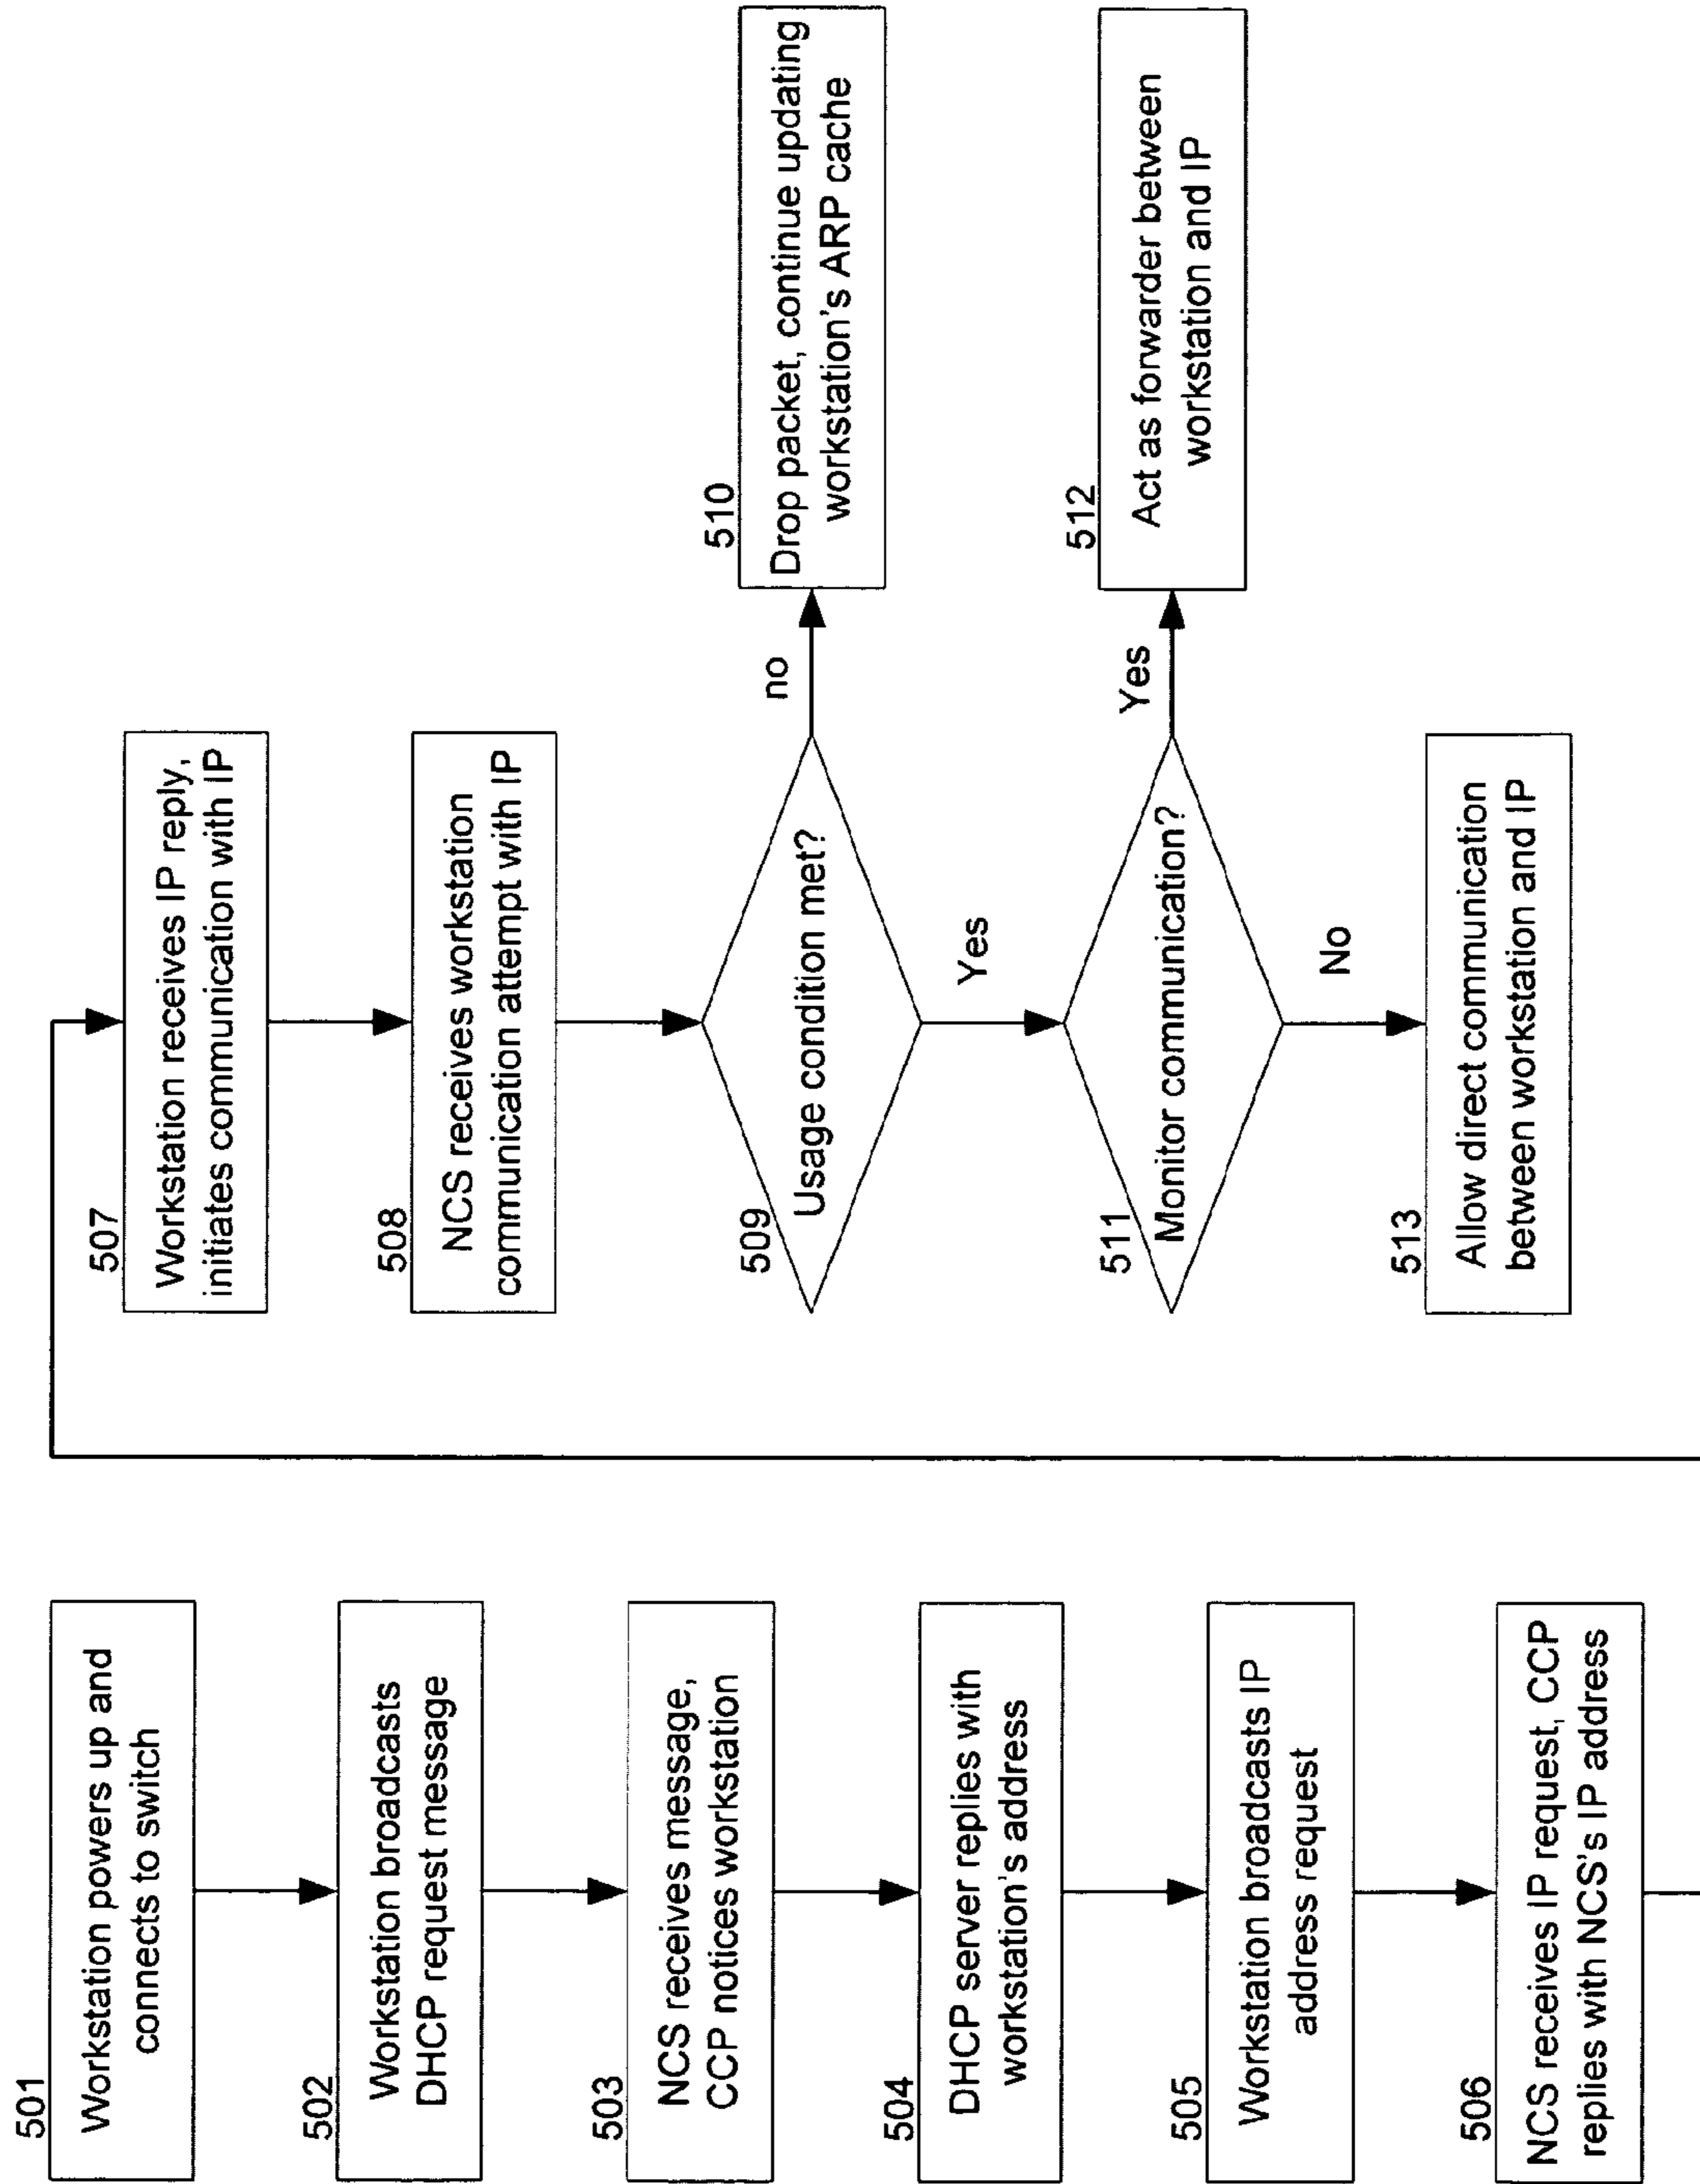 501
Workstation powers up and
connects to switch
502
Workstation broadcasts
DHCP request message
503
NCS receives message,
CCP notices workstation
504
DHCP server replies with
workstation's address
505
Workstation broadcasts IP
address request
506
NCS receives IP request, CCP
replies with NCS's IP address
507
Workstation receives IP reply,
initiates communication with IP
508
NCS receives workstation
communication attempt with IP
509
Usage condition met?
no
510
Drop packet, continue updating
workstation's ARP cache
Yes
511
Monitor communication?
Yes
512
Act as forwarder between
workstation and IP
No
513
Allow direct communication
between workstation and IP